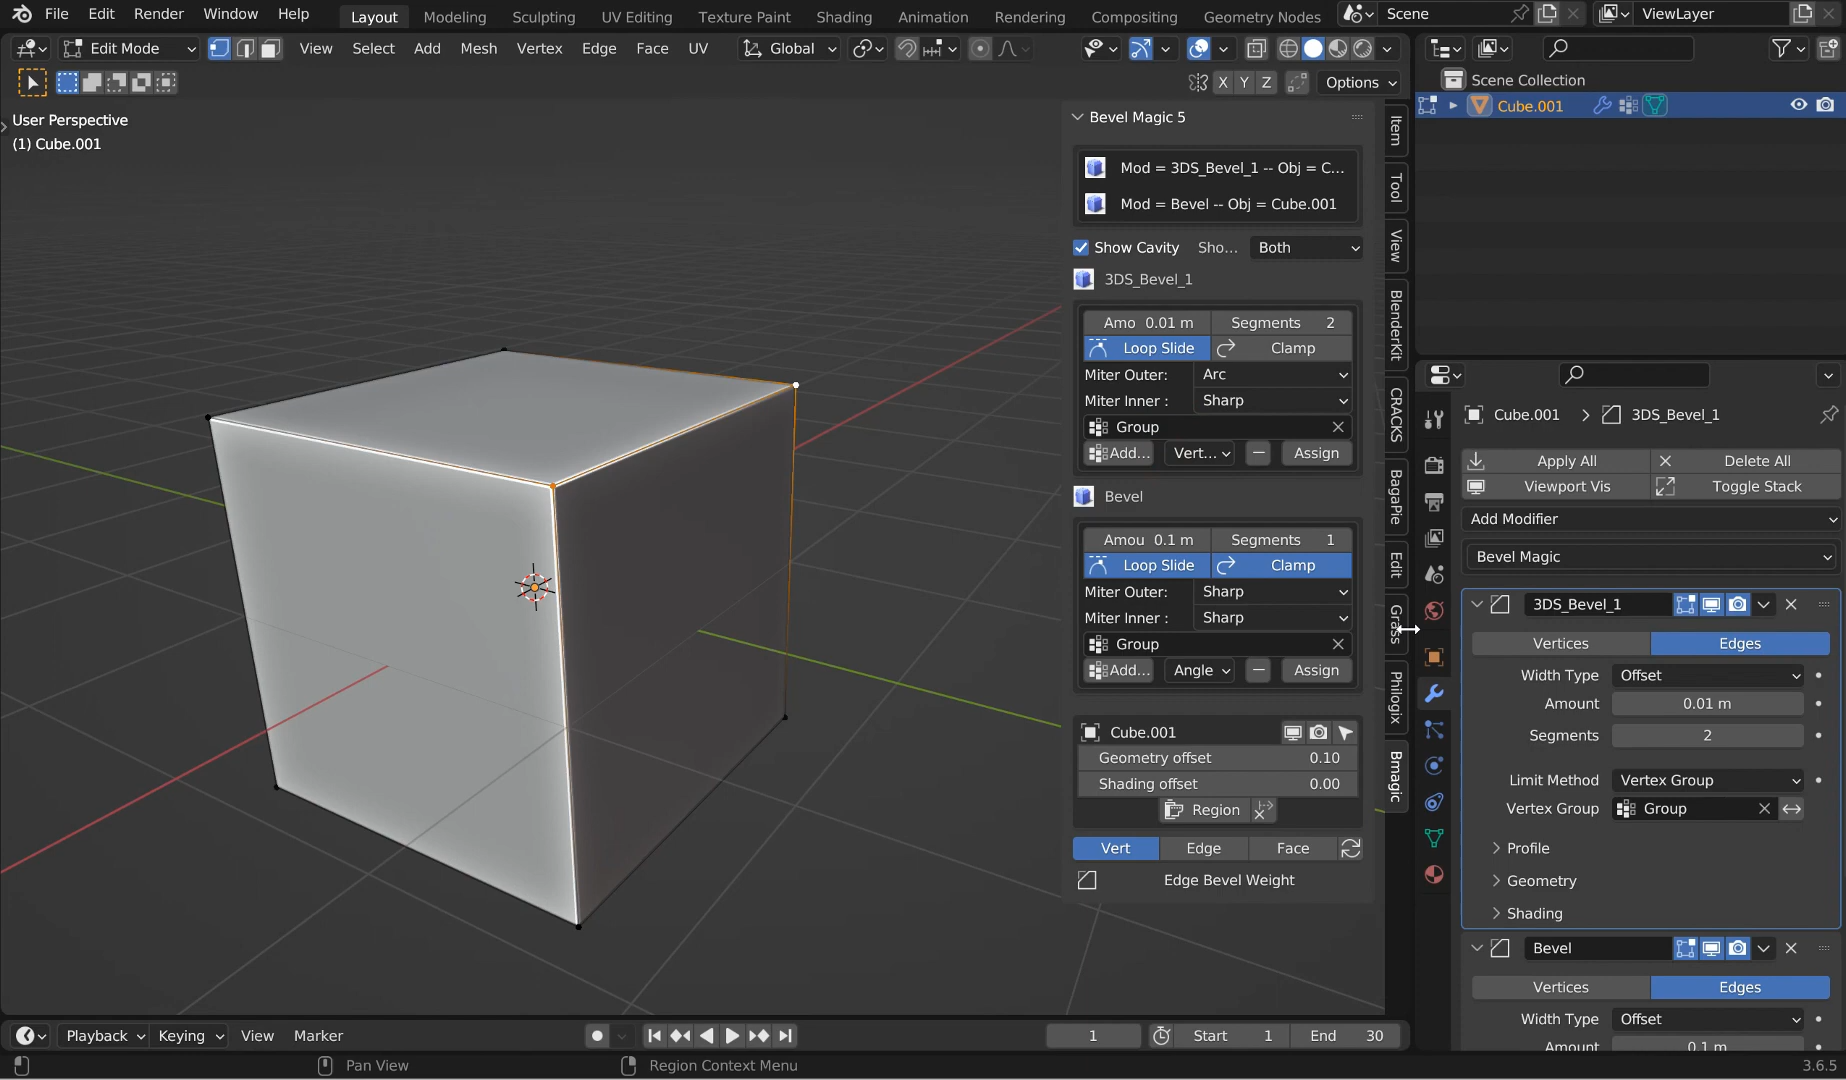 File Edit Render Window Help Layout Modeling Sculpting UV Editing Texture Paint Shading Animation Rendering Compositing Geometry Nodes Scene ViewLayer
Edit Mode View Select Add Mesh Vertex Edge Face UV Global
X Y Z Options
User Perspective
(1) Cube.001
Bevel Magic 5
Mod = 3DS_Bevel_1 -- Obj = C...
Mod = Bevel -- Obj = Cube.001
Show Cavity Sho... Both
3DS_Bevel_1
Amo 0.01 m Segments 2
Loop Slide Clamp
Miter Outer: Arc
Miter Inner : Sharp
Group
Add... Vert... Assign
Bevel
Amou 0.1 m Segments 1
Loop Slide Clamp
Miter Outer: Sharp
Miter Inner : Sharp
Group
Add... Angle Assign
Cube.001
Geometry offset 0.10
Shading offset 0.00
Region
Vert Edge Face
Edge Bevel Weight
Item
Tool
View
BlenderKit
CRACKS
BagaPie
Edit
Grass
Philogix
Bmagic
Scene Collection
Cube.001
Cube.001 > 3DS_Bevel_1
Apply All Delete All
Viewport Vis Toggle Stack
Add Modifier
Bevel Magic
3DS_Bevel_1
Vertices Edges
Width Type Offset
Amount 0.01 m
Segments 2
Limit Method Vertex Group
Vertex Group Group
Profile
Geometry
Shading
Bevel
Vertices Edges
Width Type Offset
Amount 0.1 m
Playback Keying View Marker 1 Start 1 End 30
Pan View Region Context Menu 3.6.5